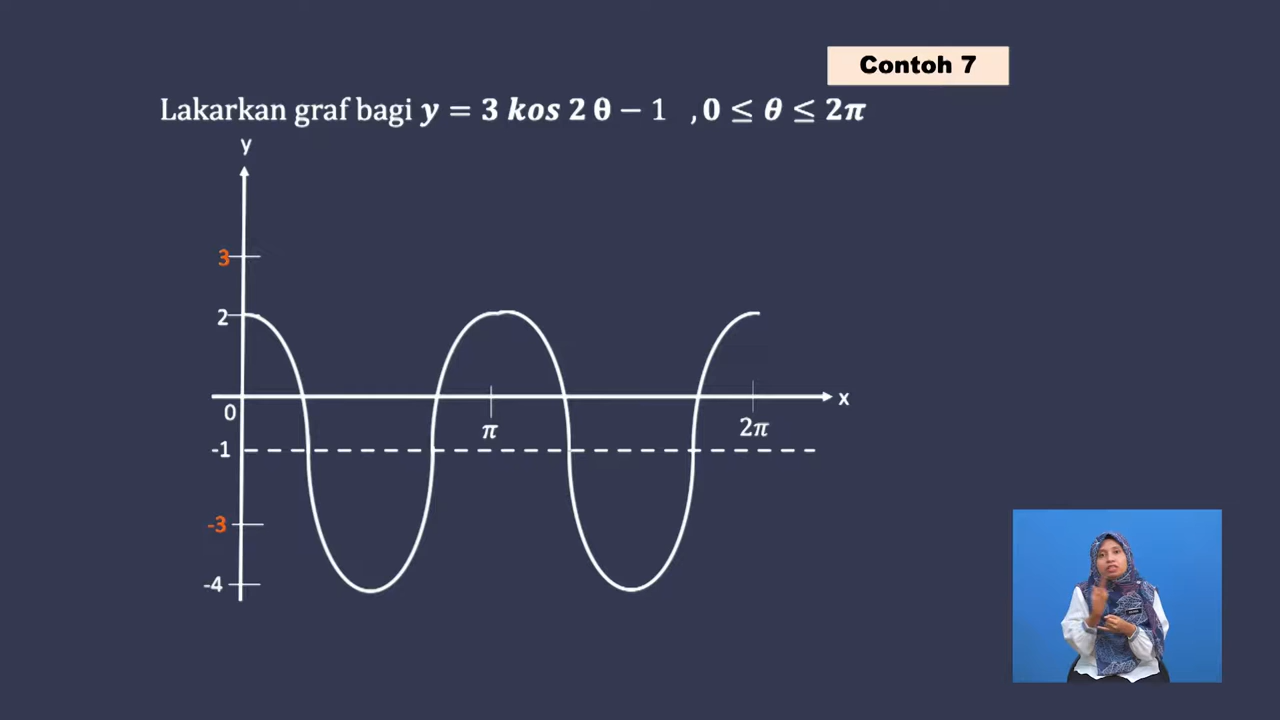 Contoh 7
Lakarkan graf bagi y = 3 kos 2 θ − 1 , 0 ≤ θ ≤ 2π
y
3
2
x
0
π
2π
-1
-3
-4